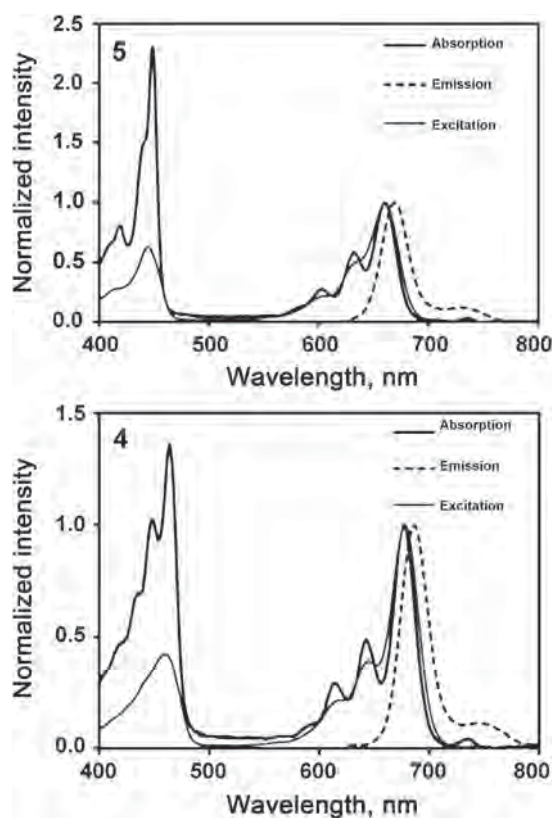 5
Absorption
Emission
Excitation
Normalized intensity
2.5
2.0
1.5
1.0
0.5
0.0
400 500 600 700 800
Wavelength, nm
4
Absorption
Emission
Excitation
Normalized intensity
1.5
1.0
0.5
0.0
400 500 600 700 800
Wavelength, nm